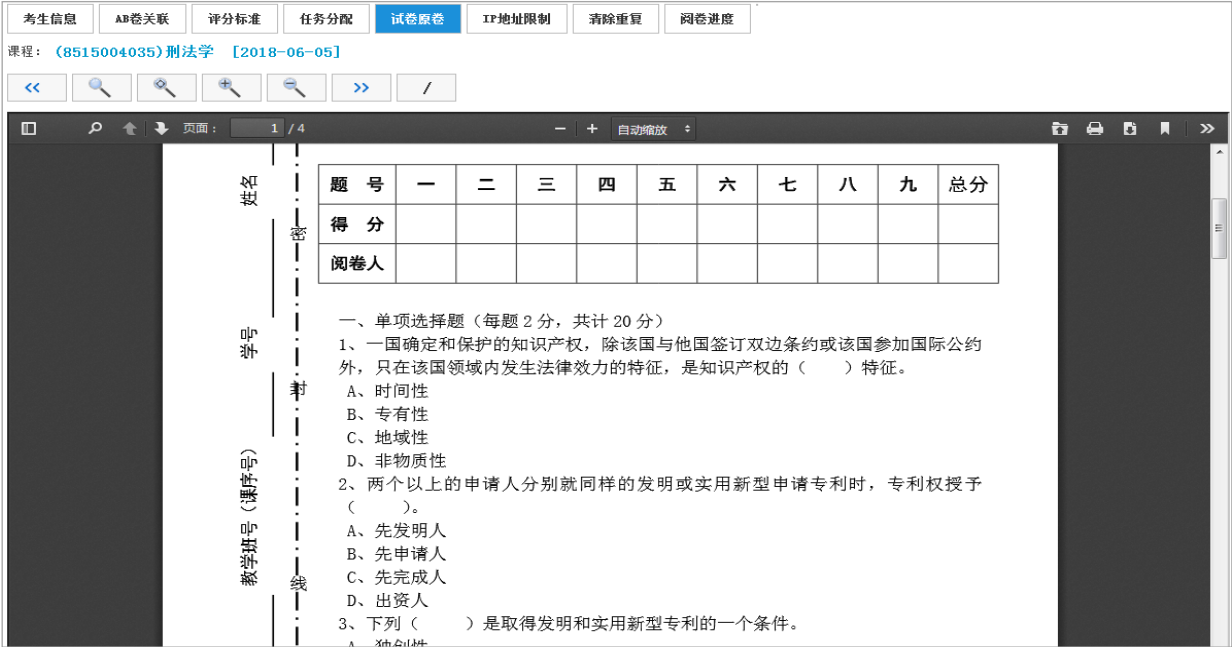 考生信息 AB卷关联 评分标准 任务分配 试卷原卷 IP地址限制 清除重复 阅卷进度
课程： (8515004035)刑法学 [2018-06-05]
<< >> /
页面： 1 / 4 自动缩放
姓名
学号
教学班号（课序号）
密
封
线
题 号 一 二 三 四 五 六 七 八 九 总分
得 分
阅卷人
一、单项选择题（每题 2 分，共计 20 分）
1、一国确定和保护的知识产权，除该国与他国签订双边条约或该国参加国际公约
外，只在该国领域内发生法律效力的特征，是知识产权的（ ）特征。
A、时间性
B、专有性
C、地域性
D、非物质性
2、两个以上的申请人分别就同样的发明或实用新型申请专利时，专利权授予
（ ）。
A、先发明人
B、先申请人
C、先完成人
D、出资人
3、下列（ ）是取得发明和实用新型专利的一个条件。
A、独创性